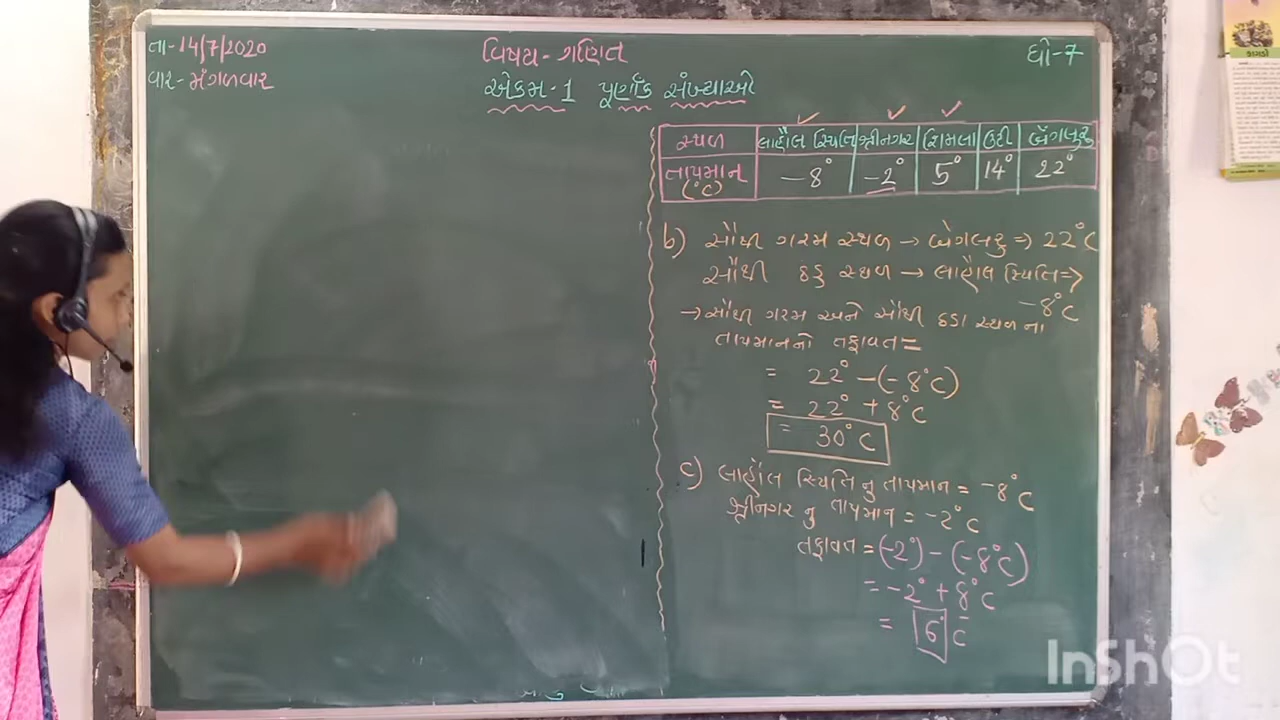 તા-14/7/2020
વાર-મંગળવાર
વિષય-ગણિત
ધો-7
એકમ-1 પૂર્ણાંક સંખ્યાઓ
સ્થળ લાહૌલ સ્થિતિ શ્રીનગર શિમલા ઉટી બેંગલુરુ
તાપમાન (°C) -8° -2° 5° 14° 22°
b) સૌથી ગરમ સ્થળ → બેંગલુરુ ⇒ 22°C
સૌથી ઠંડુ સ્થળ → લાહૌલ સ્થિતિ ⇒
-8°C
→ સૌથી ગરમ અને સૌથી ઠંડા સ્થળ ના
તાપમાનનો તફાવત =
= 22° -(-8°C)
= 22° + 8°C
= 30°C
c) લાહૌલ સ્થિતિ નુ તાપમાન = -8°C
શ્રીનગર નુ તાપમાન = -2°C
તફાવત = (-2°) - (-8°C)
= -2° + 8°C
= 6°C
કાગડો
InShOt